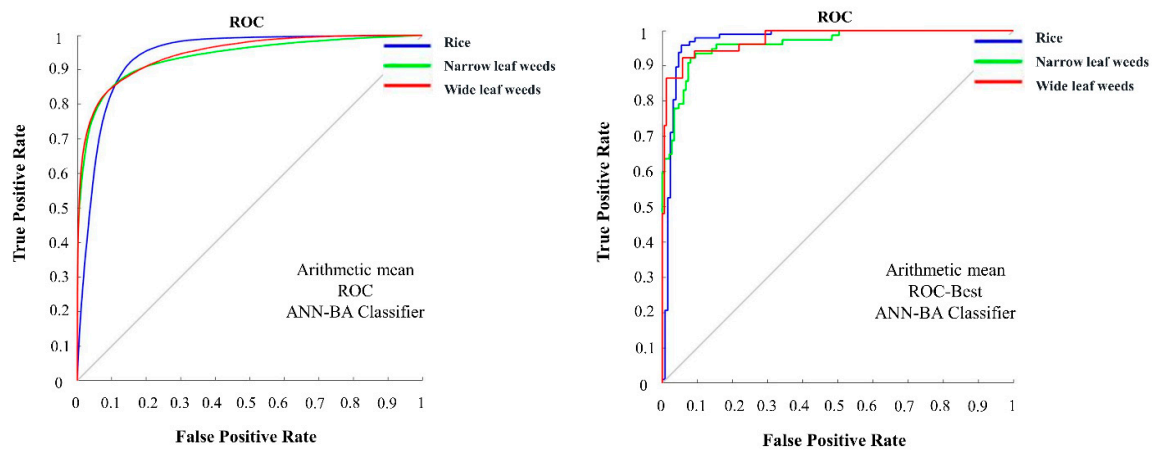 ROC
Rice
Narrow leaf weeds
Wide leaf weeds
True Positive Rate
1
0.9
0.8
0.7
0.6
0.5
0.4
0.3
0.2
0.1
0
Arithmetic mean
ROC
ANN-BA Classifier
0 0.1 0.2 0.3 0.4 0.5 0.6 0.7 0.8 0.9 1
False Positive Rate
ROC
Rice
Narrow leaf weeds
Wide leaf weeds
True Positive Rate
1
0.9
0.8
0.7
0.6
0.5
0.4
0.3
0.2
0.1
0
Arithmetic mean
ROC-Best
ANN-BA Classifier
0 0.1 0.2 0.3 0.4 0.5 0.6 0.7 0.8 0.9 1
False Positive Rate